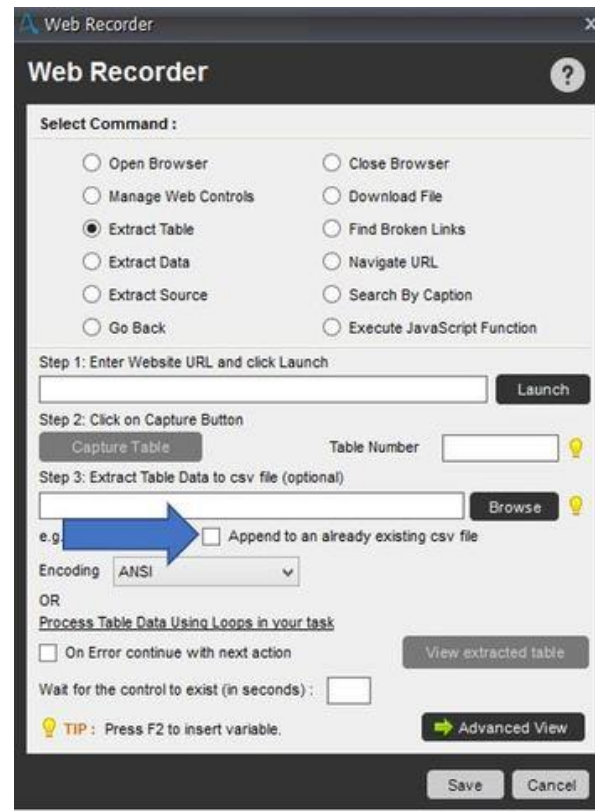 Web Recorder
Web Recorder
Select Command :
Open Browser
Close Browser
Manage Web Controls
Download File
Extract Table
Find Broken Links
Extract Data
Navigate URL
Extract Source
Search By Caption
Go Back
Execute JavaScript Function
Step 1: Enter Website URL and click Launch
Launch
Step 2: Click on Capture Button
Capture Table
Table Number
Step 3: Extract Table Data to csv file (optional)
Browse
e.g.
Append to an already existing csv file
Encoding ANSI
OR
Process Table Data Using Loops in your task
On Error continue with next action
View extracted table
Wait for the control to exist (in seconds) :
TIP : Press F2 to insert variable.
Advanced View
Save Cancel